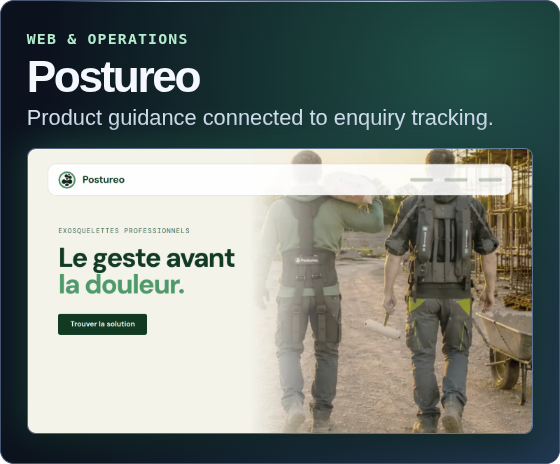 WEB & OPERATIONS
Postureo
Product guidance connected to enquiry tracking.
Postureo
EXOSQUELETTES PROFESSIONNELS
Le geste avant
la douleur.
Trouver la solution
Postureo